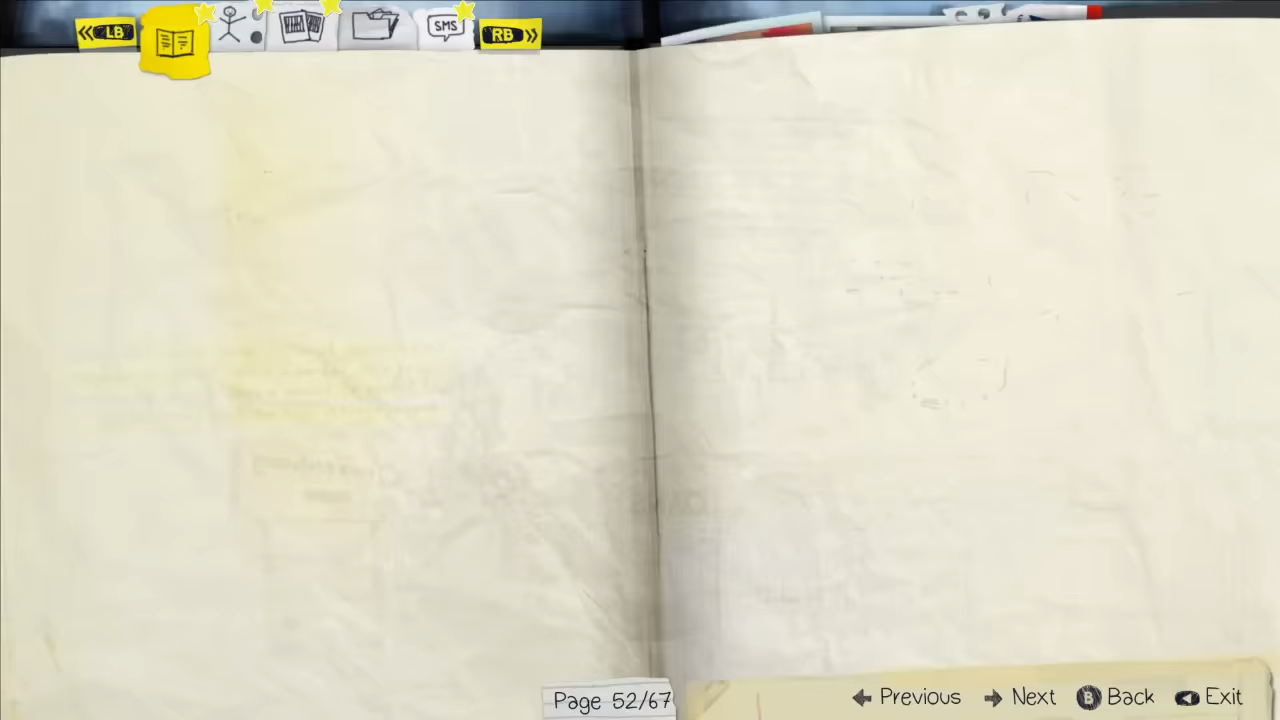 LB
SMS
RB
Page 52/67
Previous
Next
B Back
Exit